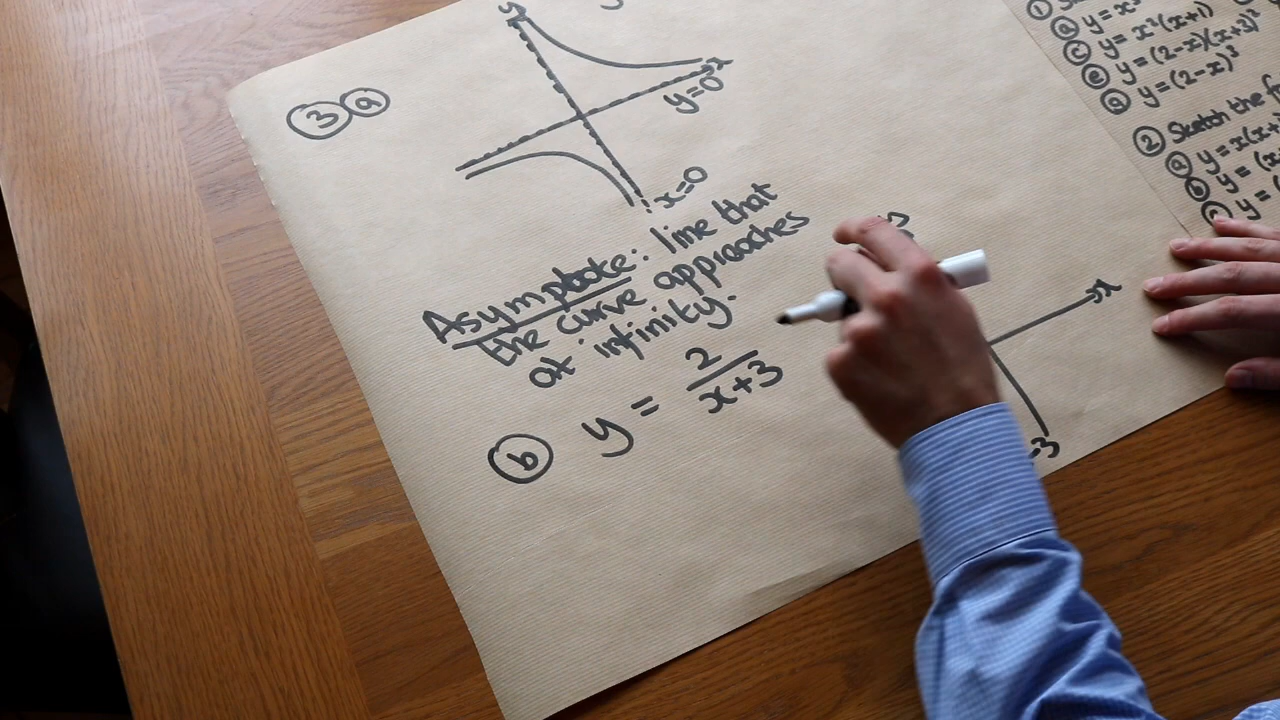 3 a
y
x
y=0
x=0
Asymptote: line that
the curve approaches
at infinity.
b y = 2/x+3
x
-3
1
a y=x³
c y=x²(x+1)
e y=(2-x)(x+3)²
g y=(2-x)³
2 Sketch the
a y=x(x+
b y=(x
c y=(